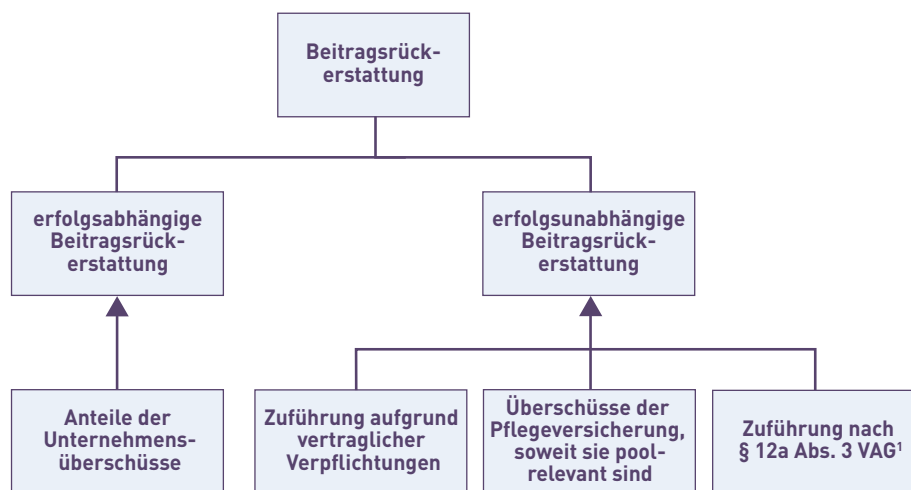 Beitragsrück-
erstattung
erfolgsabhängige
Beitragsrück-
erstattung
erfolgsunabhängige
Beitragsrück-
erstattung
Anteile der
Unternehmens-
überschüsse
Zuführung aufgrund
vertraglicher
Verpflichtungen
Überschüsse der
Pflegeversicherung,
soweit sie pool-
relevant sind
Zuführung nach
§ 12a Abs. 3 VAG¹